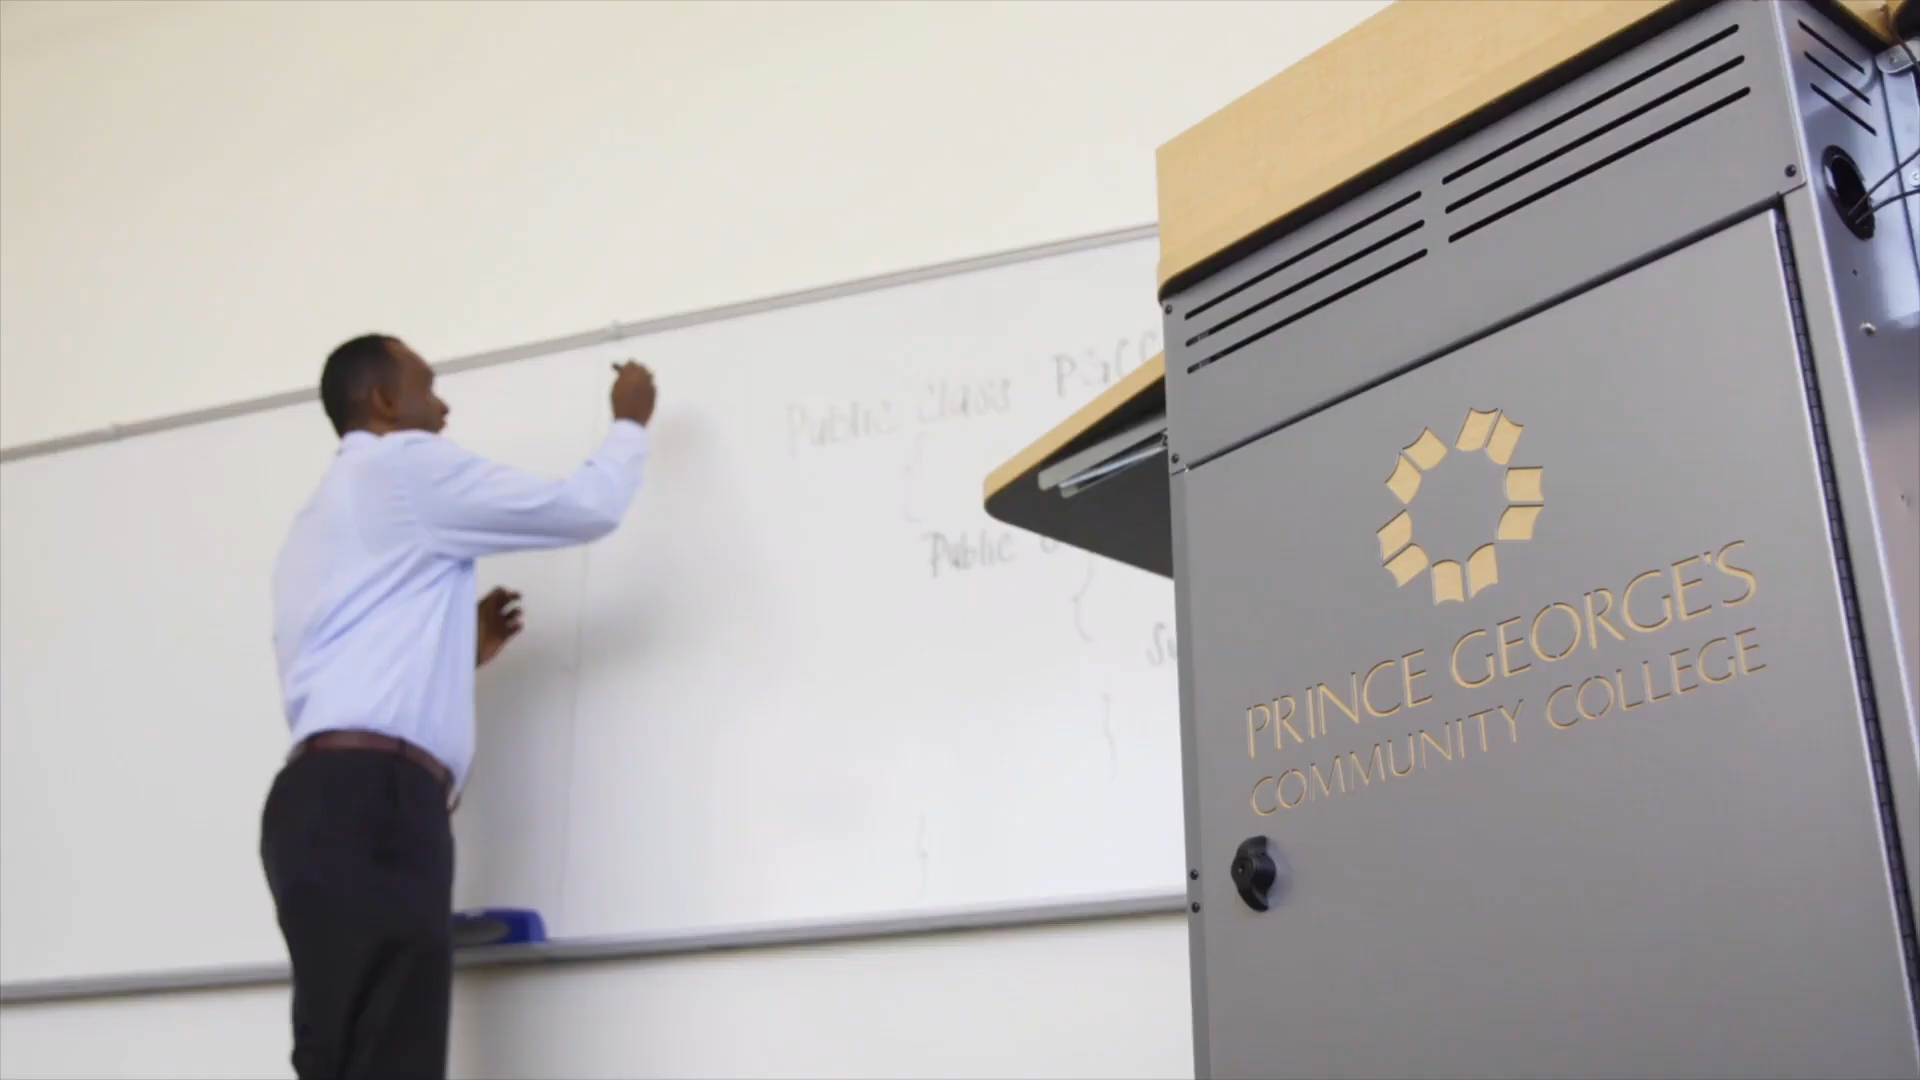 Public class
Public
PRINCE GEORGE'S
COMMUNITY COLLEGE